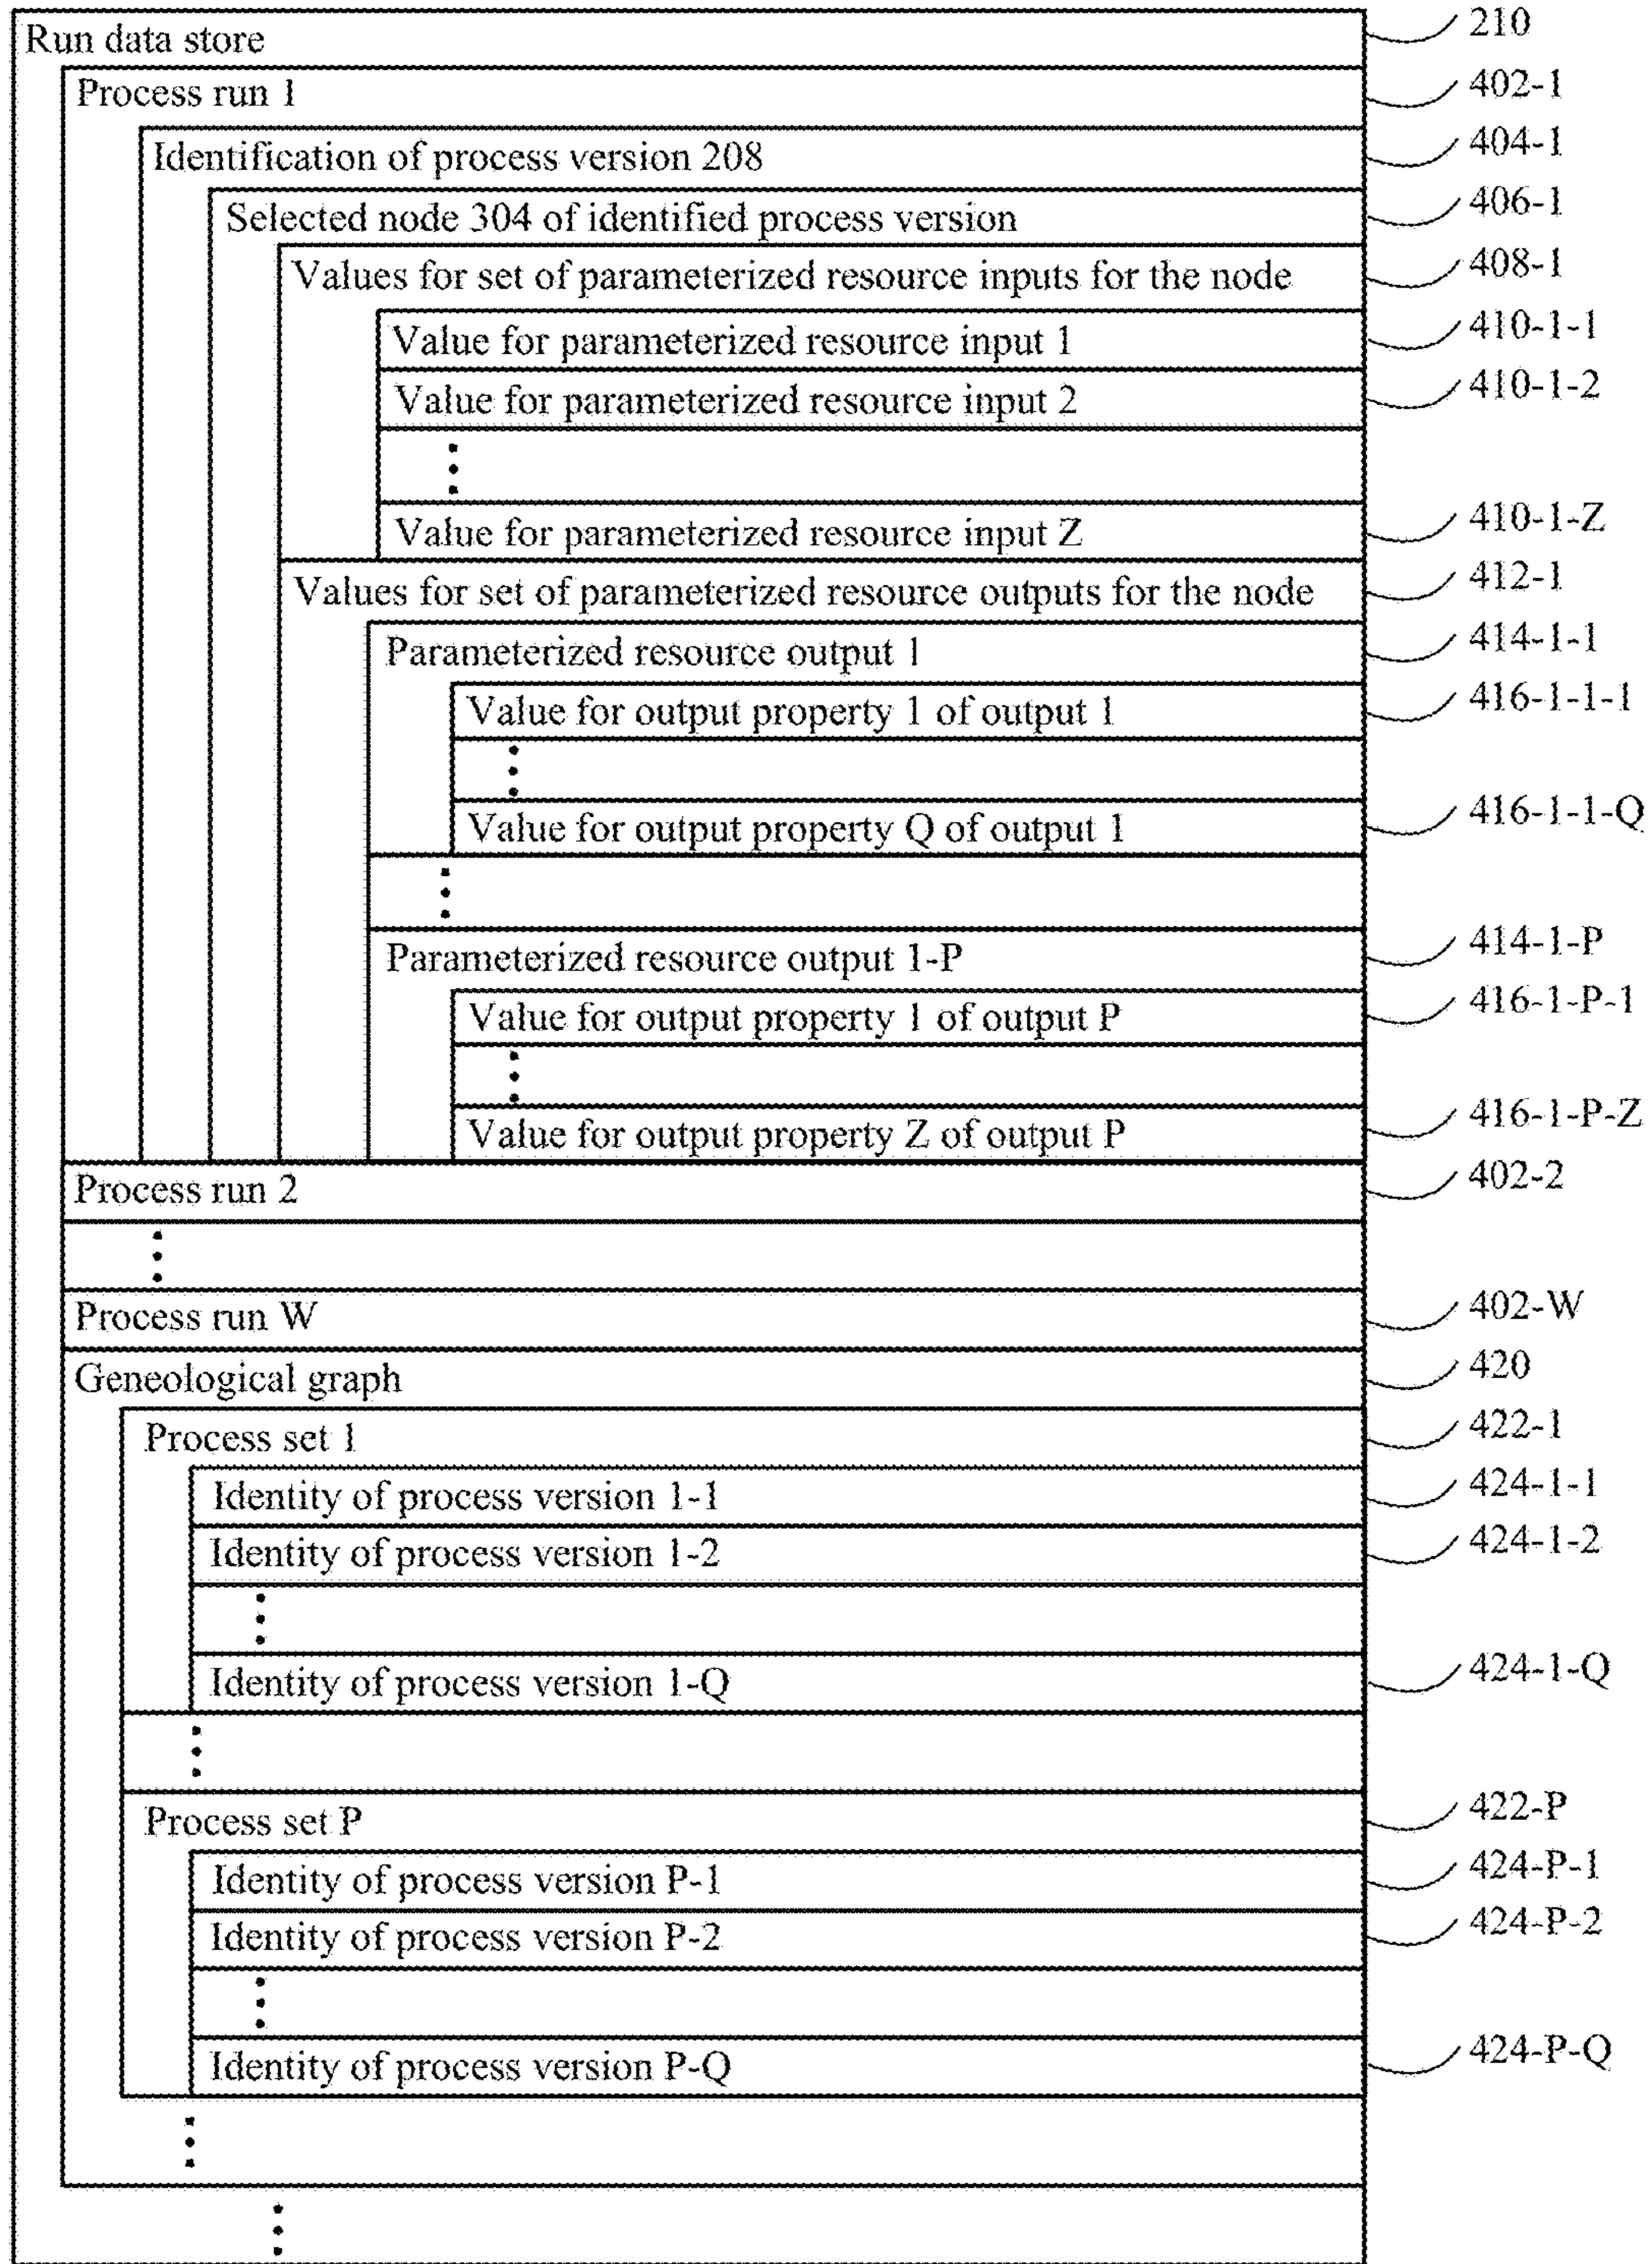 Run data store 210
Process run 1 402-1
Identification of process version 208 404-1
Selected node 304 of identified process version 406-1
Values for set of parameterized resource inputs for the node 408-1
Value for parameterized resource input 1 410-1-1
Value for parameterized resource input 2 410-1-2
Value for parameterized resource input Z 410-1-Z
Values for set of parameterized resource outputs for the node 412-1
Parameterized resource output 1 414-1-1
Value for output property 1 of output 1 416-1-1-1
Value for output property Q of output 1 416-1-1-Q
Parameterized resource output 1-P 414-1-P
Value for output property 1 of output P 416-1-P-1
Value for output property Z of output P 416-1-P-Z
Process run 2 402-2
Process run W 402-W
Geneological graph 420
Process set 1 422-1
Identity of process version 1-1 424-1-1
Identity of process version 1-2 424-1-2
Identity of process version 1-Q 424-1-Q
Process set P 422-P
Identity of process version P-1 424-P-1
Identity of process version P-2 424-P-2
Identity of process version P-Q 424-P-Q